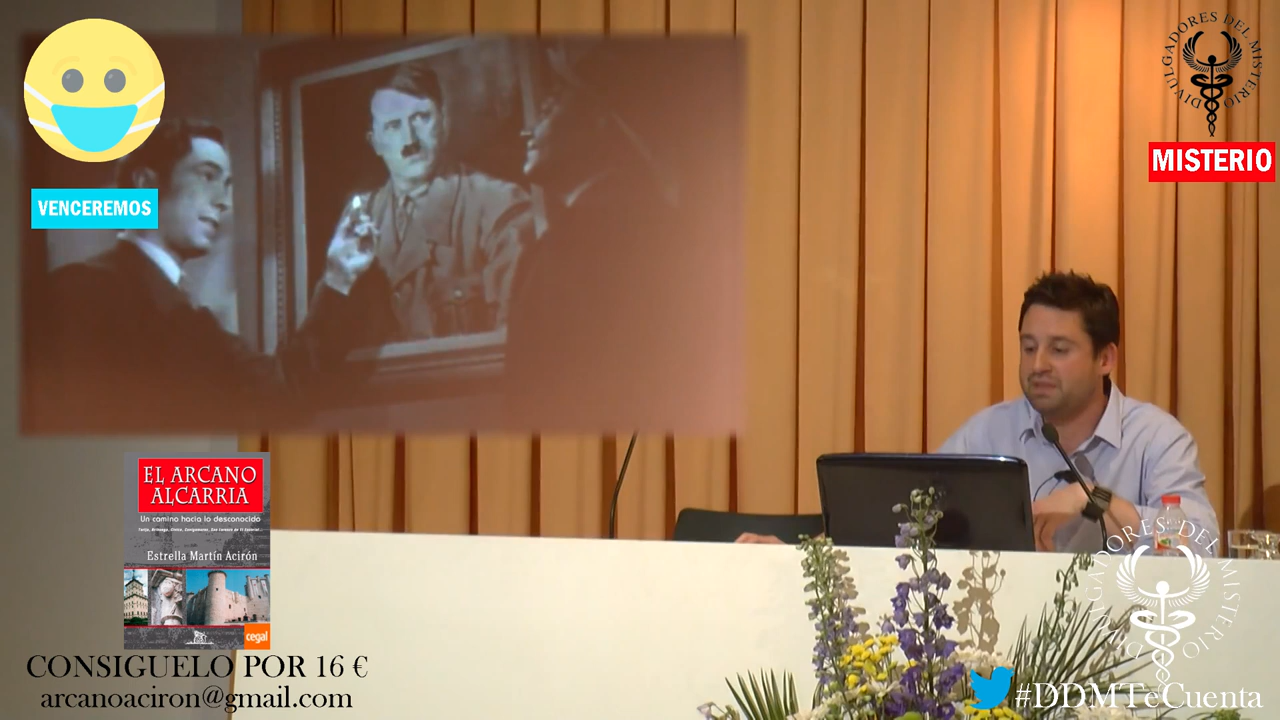 VENCEREMOS
DIVULGADORES DEL MISTERIO
MISTERIO
EL ARCANO
ALCARRIA
Un camino hacia lo desconocido
Estrella Martín Acirón
cegal
CONSIGUELO POR 16 €
arcanoaciron@gmail.com
DIVULGADORES DEL MISTERIO
#DDMTeCuenta